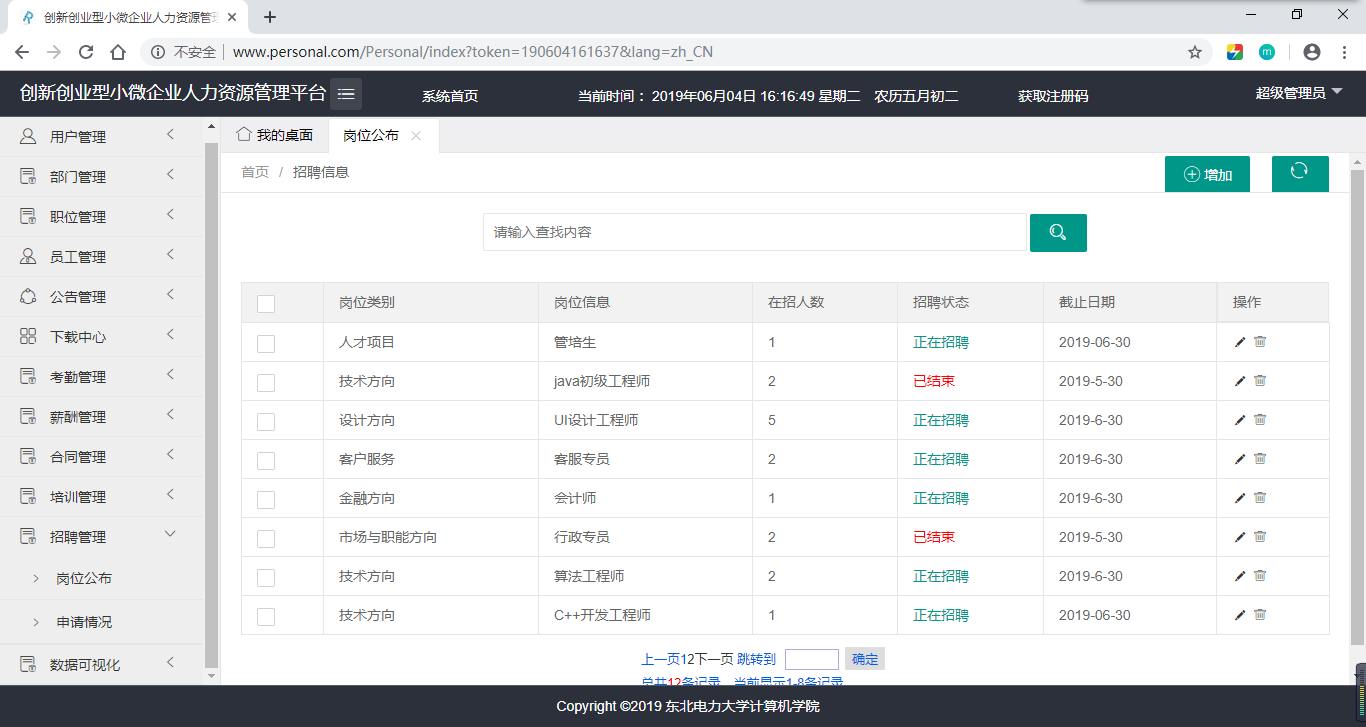 创新创业型小微企业人力资源管理
不安全 www.personal.com/Personal/index?token=190604161637&lang=zh_CN
创新创业型小微企业人力资源管理平台 系统首页 当前时间： 2019年06月04日 16:16:49 星期二 农历五月初二 获取注册码 超级管理员
用户管理
部门管理
职位管理
员工管理
公告管理
下载中心
考勤管理
薪酬管理
合同管理
培训管理
招聘管理
岗位公布
申请情况
数据可视化
我的桌面 岗位公布
首页 / 招聘信息 增加
请输入查找内容
岗位类别 岗位信息 在招人数 招聘状态 截止日期 操作
人才项目 管培生 1 正在招聘 2019-06-30
技术方向 java初级工程师 2 已结束 2019-5-30
设计方向 UI设计工程师 5 正在招聘 2019-6-30
客户服务 客服专员 2 正在招聘 2019-6-30
金融方向 会计师 1 正在招聘 2019-6-30
市场与职能方向 行政专员 2 已结束 2019-5-30
技术方向 算法工程师 2 正在招聘 2019-6-30
技术方向 C++开发工程师 1 正在招聘 2019-06-30
上一页12下一页 跳转到 确定
总共12条记录 当前显示1-8条记录
Copyright ©2019 东北电力大学计算机学院